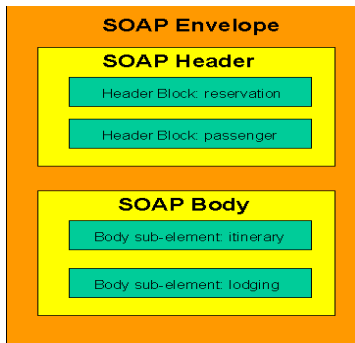 SOAP Envelope
SOAP Header
Header Block: reservation
Header Block: passenger
SOAP Body
Body sub-element: itinerary
Body sub-element: lodging